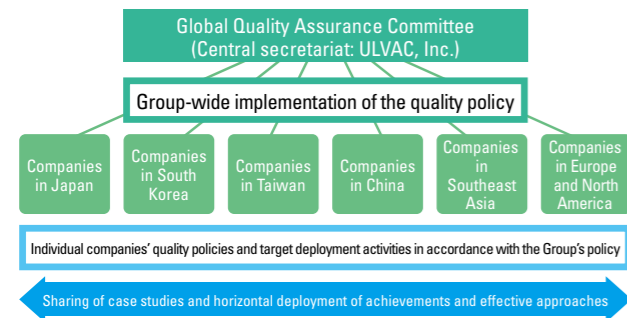 Global Quality Assurance Committee
(Central secretariat: ULVAC, Inc.)
Group-wide implementation of the quality policy
Companies
in Japan
Companies
in South
Korea
Companies
in Taiwan
Companies
in China
Companies
in
Southeast
Asia
Companies
in Europe
and North
America
Individual companies' quality policies and target deployment activities in accordance with the Group's policy
Sharing of case studies and horizontal deployment of achievements and effective approaches